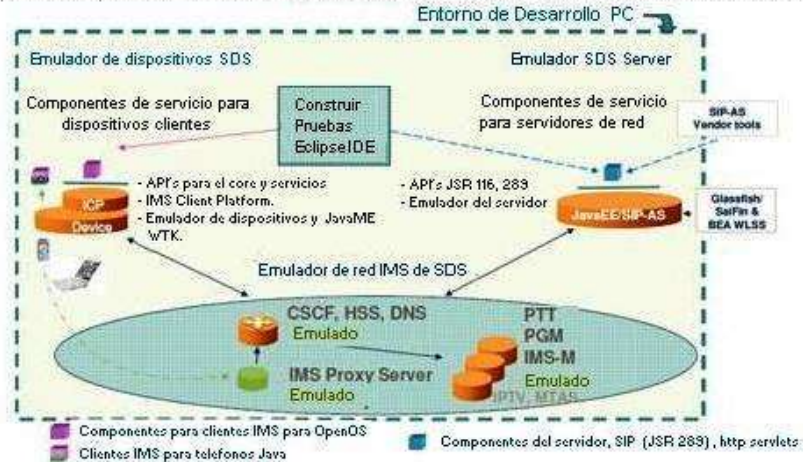 Entorno de Desarrollo PC
Emulador de dispositivos SDS
Emulador SDS Server
Componentes de servicio para
dispositivos clientes
Construir
Pruebas
EclipseIDE
Componentes de servicio
para servidores de red
SIP-AS
Vendor tools
- API's para el core y servicios
- IMS Client Platform.
- Emulador de dispositivos y JavaME
WTK.
- API's JSR 116, 289
- Emulador del servidor
ICP
Device
JavaEE/SIP-AS
Glassfish/
SailFin &
BEA WLSS
Emulador de red IMS de SDS
CSCF, HSS, DNS
Emulado
IMS Proxy Server
Emulado
PTT
PGM
IMS-M
Emulado
IPTV, MTAS
Componentes para clientes IMS para OpenOS
Clientes IMS para telefonos Java
Componentes del servidor, SIP (JSR 289), http servlets